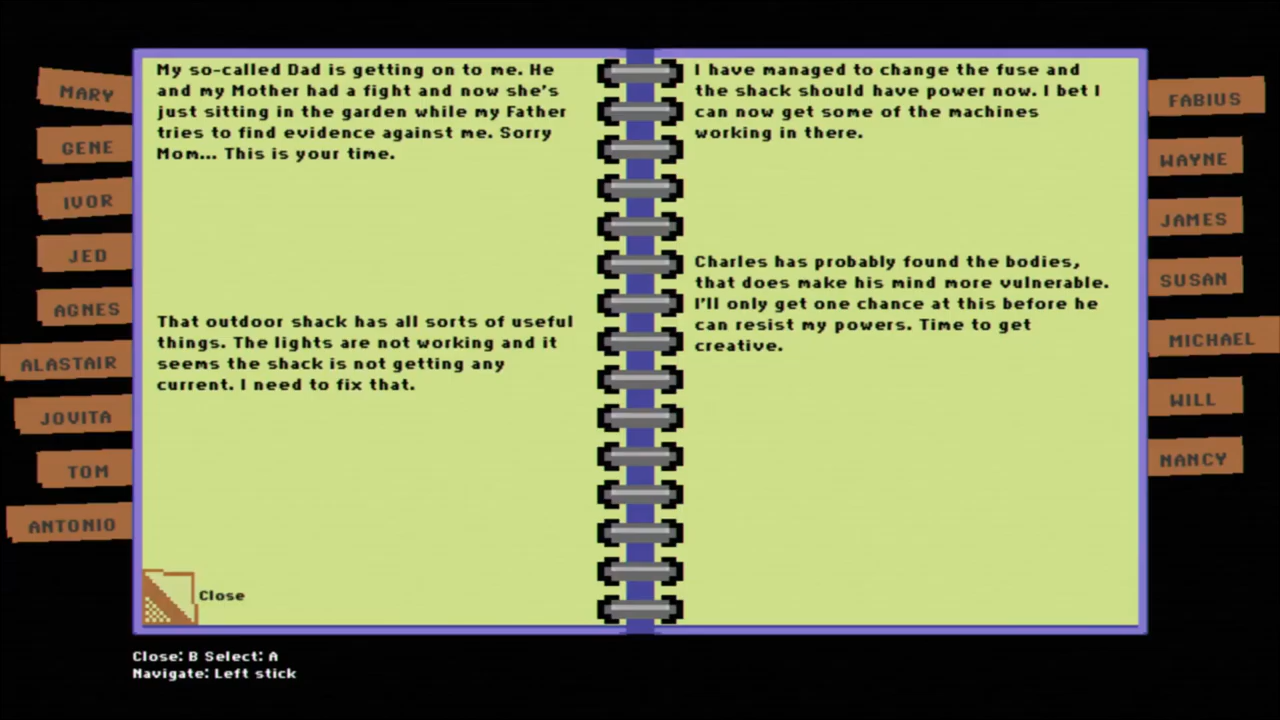 MARY
GENE
IVOR
JED
AGNES
ALASTAIR
JOVITA
TOM
ANTONIO
My so-called Dad is getting on to me. He
and my Mother had a fight and now she's
just sitting in the garden while my Father
tries to find evidence against me. Sorry
Mom... This is your time.
That outdoor shack has all sorts of useful
things. The lights are not working and it
seems the shack is not getting any
current. I need to fix that.
Close
I have managed to change the fuse and
the shack should have power now. I bet I
can now get some of the machines
working in there.
Charles has probably found the bodies,
that does make his mind more vulnerable.
I'll only get one chance at this before he
can resist my powers. Time to get
creative.
FABIUS
WAYNE
JAMES
SUSAN
MICHAEL
WILL
NANCY
Close: B Select: A
Navigate: Left stick